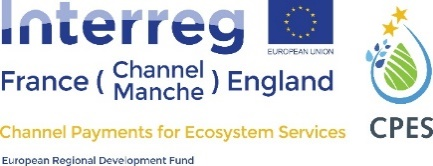 Interreg
EUROPEAN UNION
France ( Channel Manche ) England
Channel Payments for Ecosystem Services
CPES
European Regional Development Fund